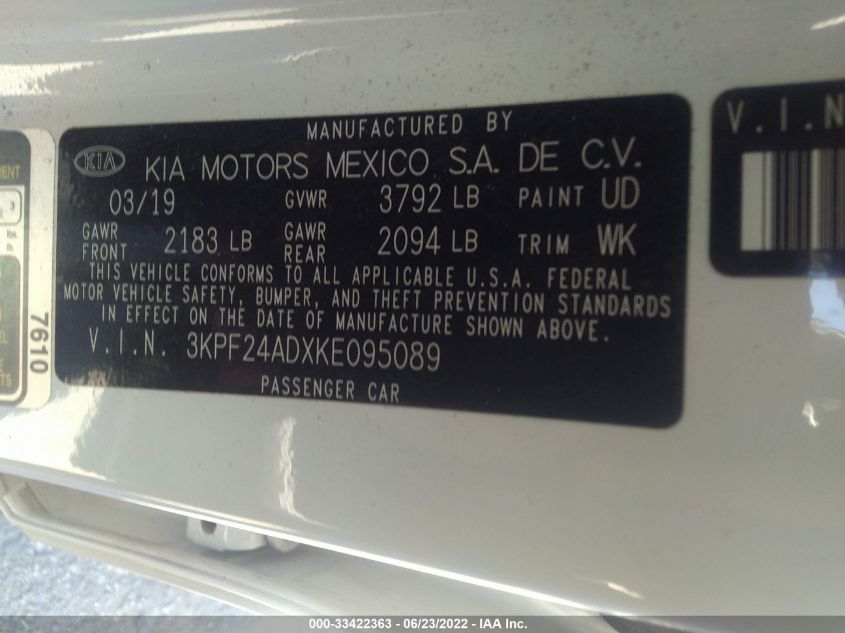 MANUFACTURED BY
KIA KIA MOTORS MEXICO S.A. DE C.V.
03/19 GVWR 3792 LB PAINT UD
GAWR FRONT 2183 LB GAWR REAR 2094 LB TRIM WK
THIS VEHICLE CONFORMS TO ALL APPLICABLE U.S.A. FEDERAL
MOTOR VEHICLE SAFETY, BUMPER, AND THEFT PREVENTION STANDARDS
IN EFFECT ON THE DATE OF MANUFACTURE SHOWN ABOVE.
V.I.N. 3KPF24ADXKE095089
PASSENGER CAR
V.I.N
7610
lbs.
lb.
000-33422363 - 06/23/2022 - IAA Inc.